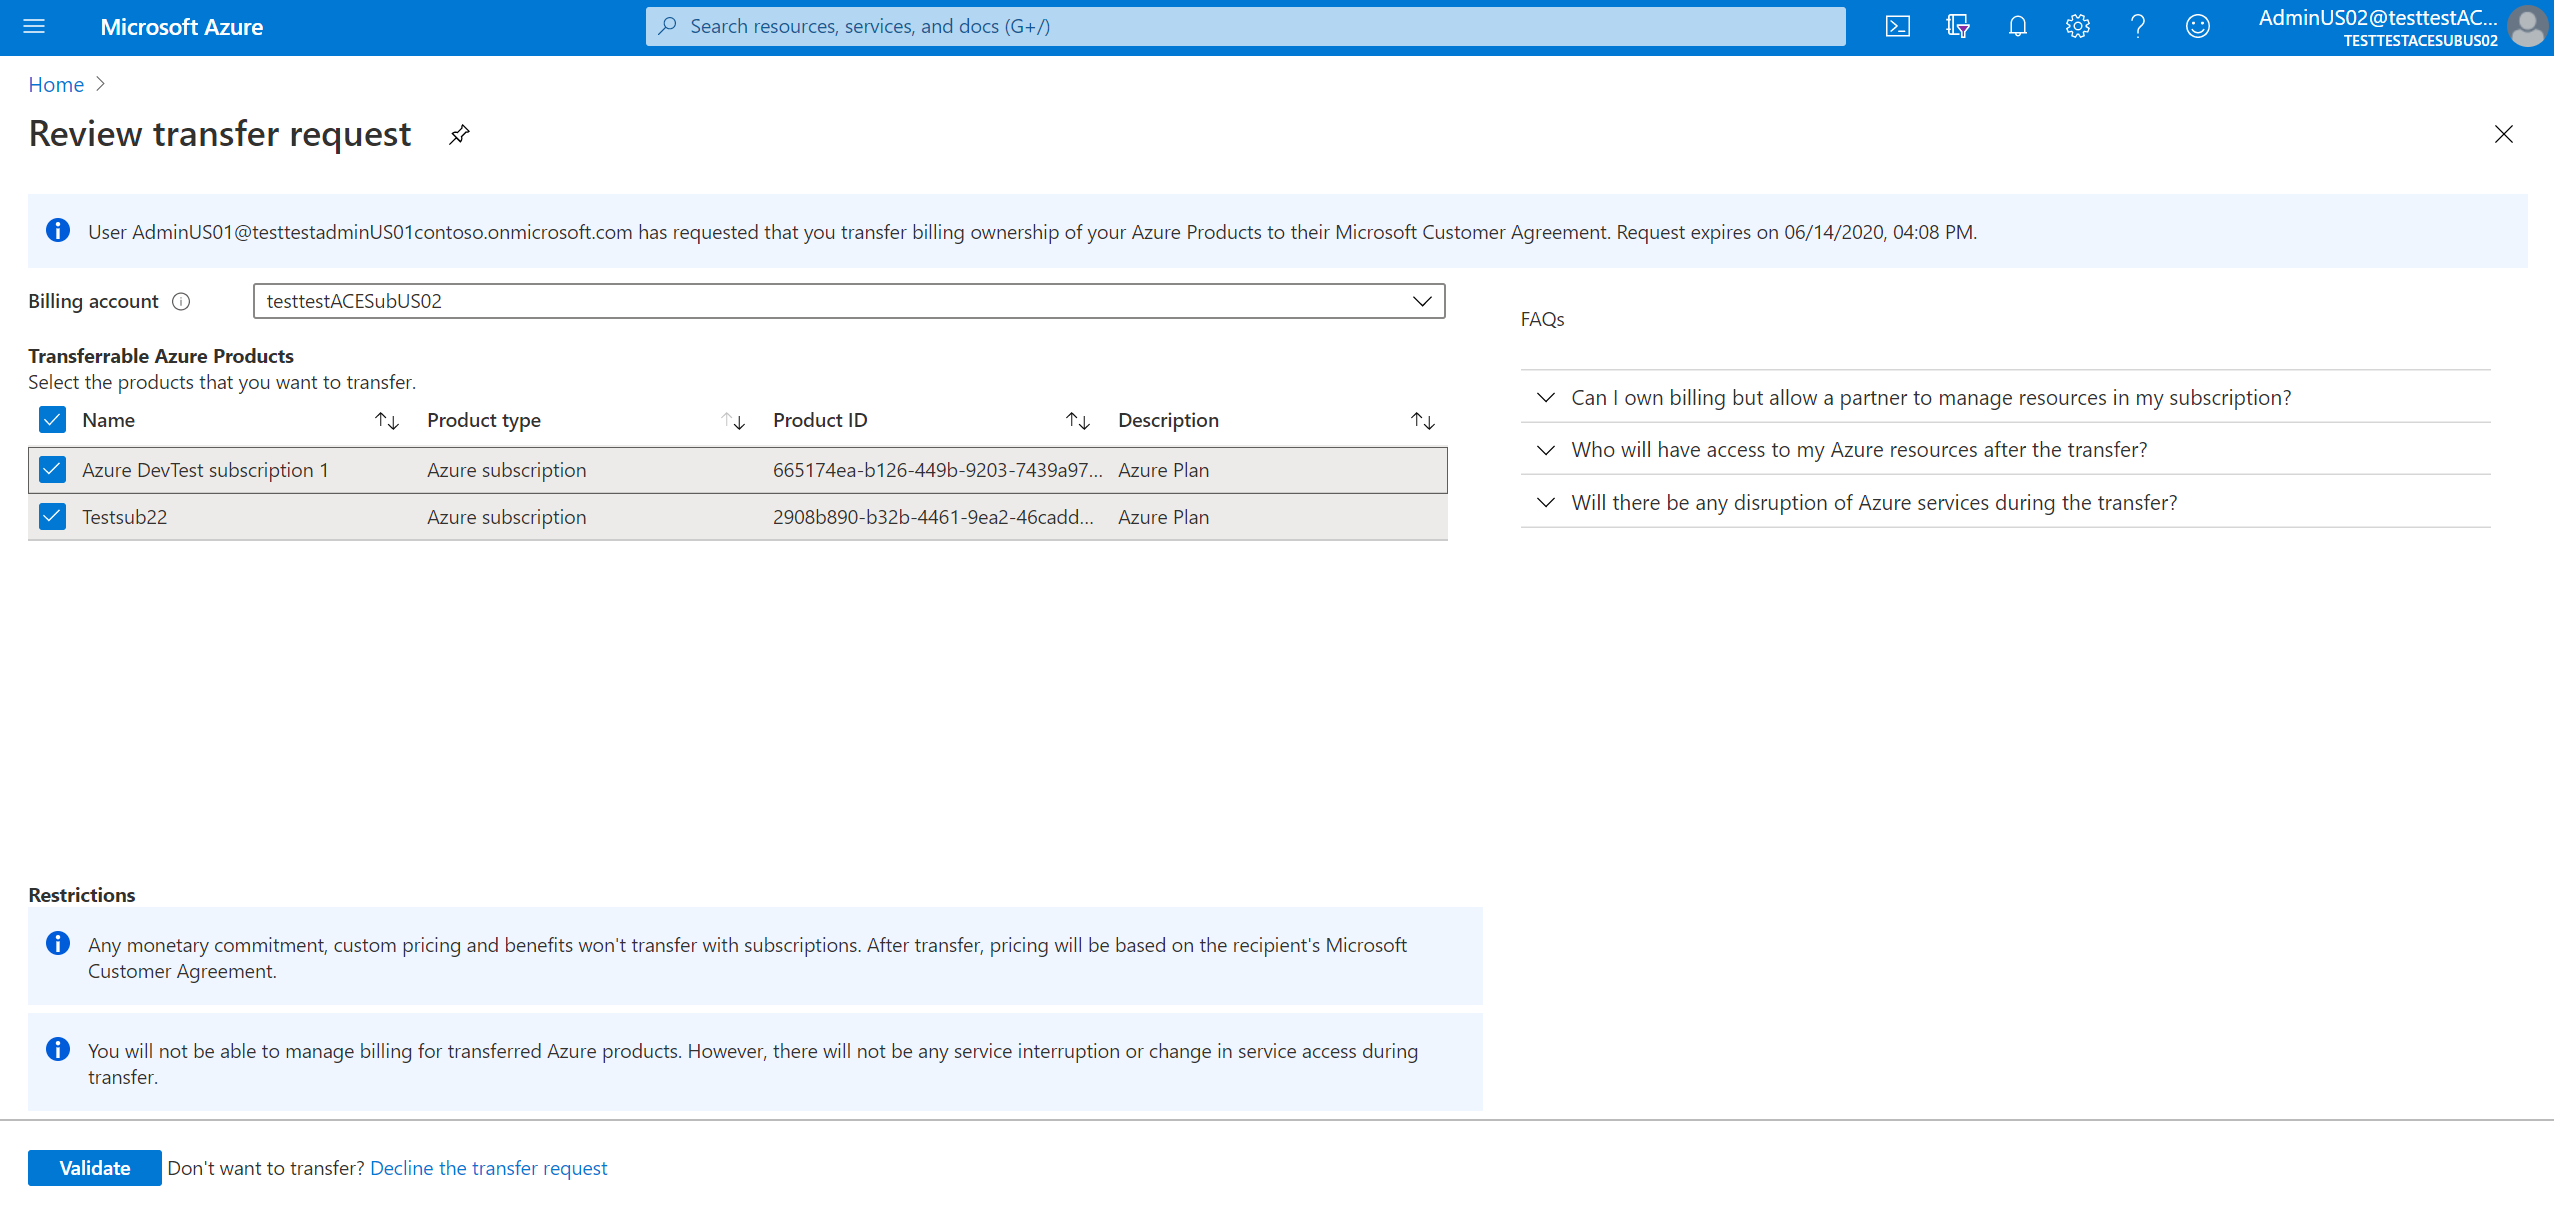 Microsoft Azure
Search resources, services, and docs (G+/)
AdminUS02@testtestAC...
TESTTESTACESUBUS02
Home
Review transfer request
User AdminUS01@testtestadminUS01contoso.onmicrosoft.com has requested that you transfer billing ownership of your Azure Products to their Microsoft Customer Agreement. Request expires on 06/14/2020, 04:08 PM.
Billing account
testtestACESubUS02
Transferrable Azure Products
Select the products that you want to transfer.
Name Product type Product ID Description
Azure DevTest subscription 1 Azure subscription 665174ea-b126-449b-9203-7439a97... Azure Plan
Testsub22 Azure subscription 2908b890-b32b-4461-9ea2-46cadd... Azure Plan
FAQs
Can I own billing but allow a partner to manage resources in my subscription?
Who will have access to my Azure resources after the transfer?
Will there be any disruption of Azure services during the transfer?
Restrictions
Any monetary commitment, custom pricing and benefits won't transfer with subscriptions. After transfer, pricing will be based on the recipient's Microsoft
Customer Agreement.
You will not be able to manage billing for transferred Azure products. However, there will not be any service interruption or change in service access during
transfer.
Validate Don't want to transfer? Decline the transfer request